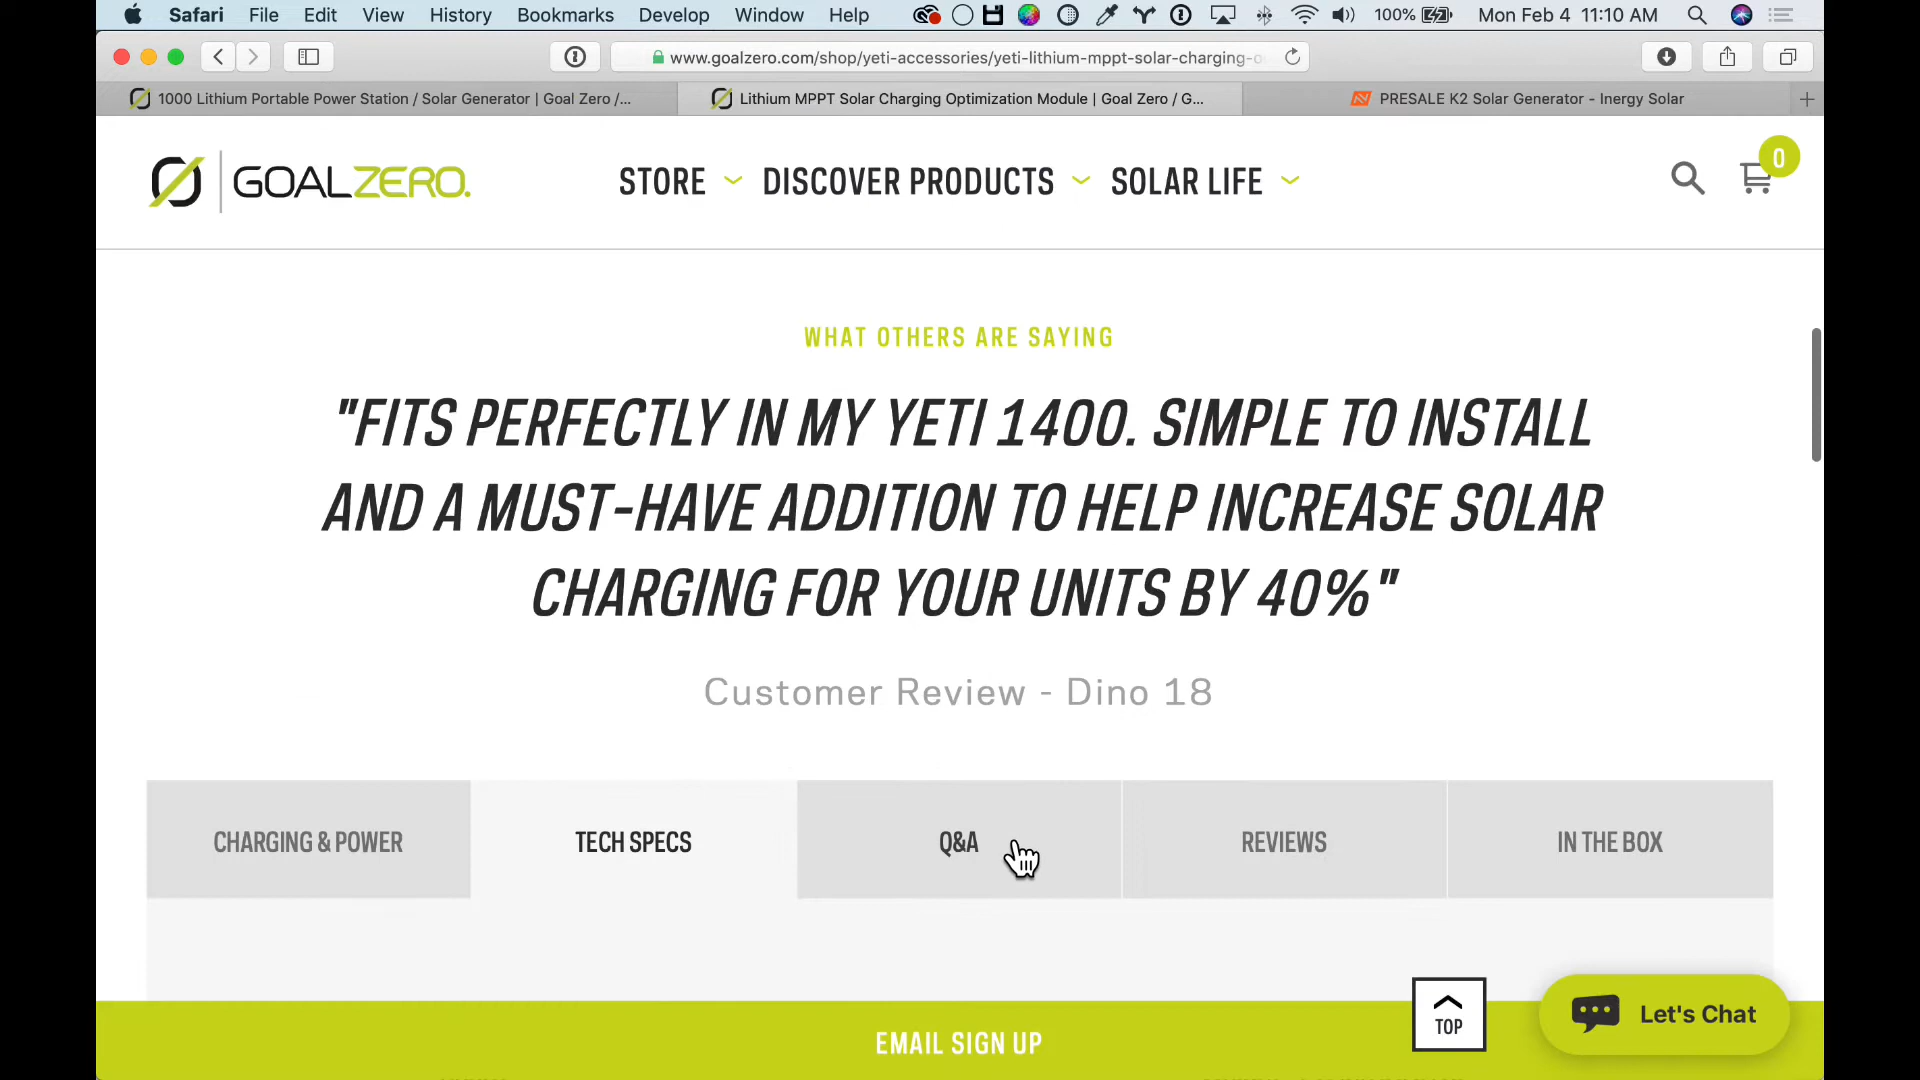 Safari File Edit View History Bookmarks Develop Window Help 100% Mon Feb 4 11:10 AM
www.goalzero.com/shop/yeti-accessories/yeti-lithium-mppt-solar-charging-o
1000 Lithium Portable Power Station / Solar Generator | Goal Zero /...
Lithium MPPT Solar Charging Optimization Module | Goal Zero / G...
PRESALE K2 Solar Generator - Inergy Solar
GOALZERO.
STORE DISCOVER PRODUCTS SOLAR LIFE
0
WHAT OTHERS ARE SAYING
"FITS PERFECTLY IN MY YETI 1400. SIMPLE TO INSTALL
AND A MUST-HAVE ADDITION TO HELP INCREASE SOLAR
CHARGING FOR YOUR UNITS BY 40%"
Customer Review - Dino 18
CHARGING & POWER
TECH SPECS
Q&A
REVIEWS
IN THE BOX
EMAIL SIGN UP
TOP
Let's Chat